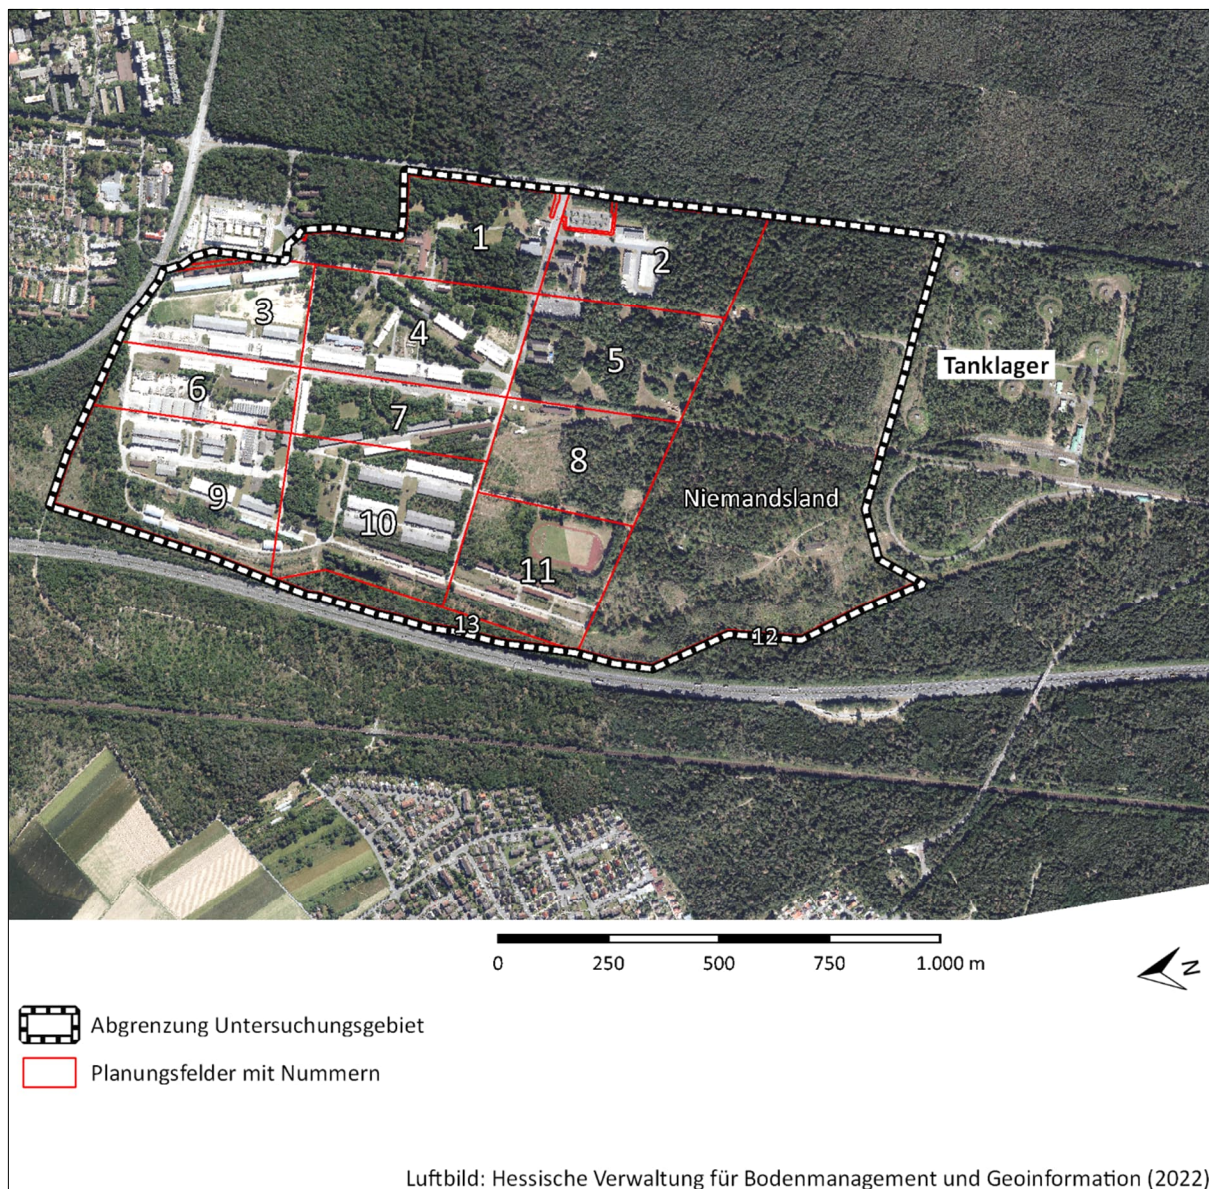 1
2
3
4
5
Tanklager
6
7
8
9
10
Niemandsland
11
12
13
0
250
500
750
1.000 m
N
Abgrenzung Untersuchungsgebiet
Planungsfelder mit Nummern
Luftbild: Hessische Verwaltung für Bodenmanagement und Geoinformation (2022)